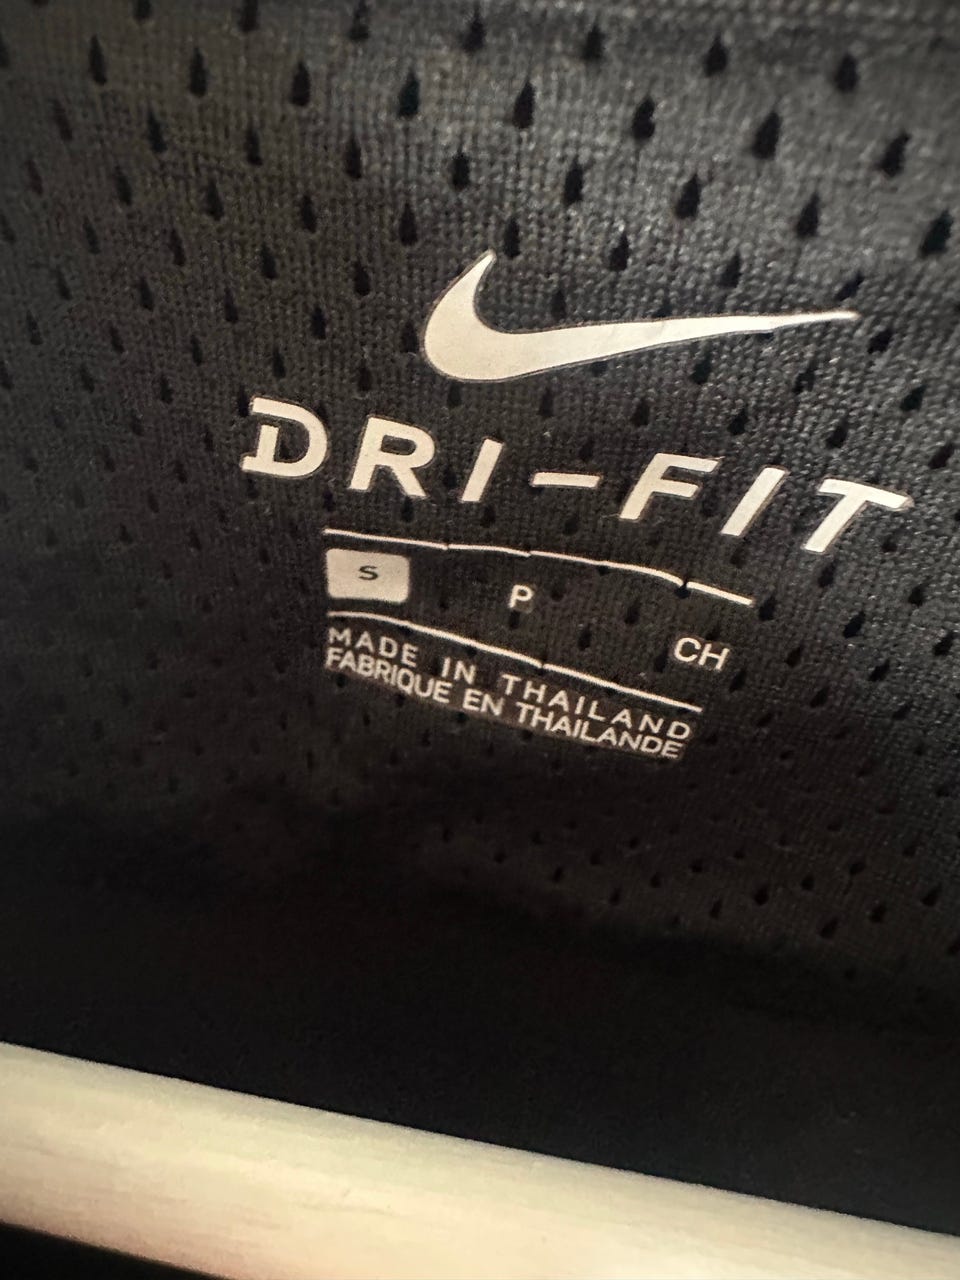 DRI-FIT
S P CH
MADE IN THAILAND
FABRIQUE EN THAILANDE